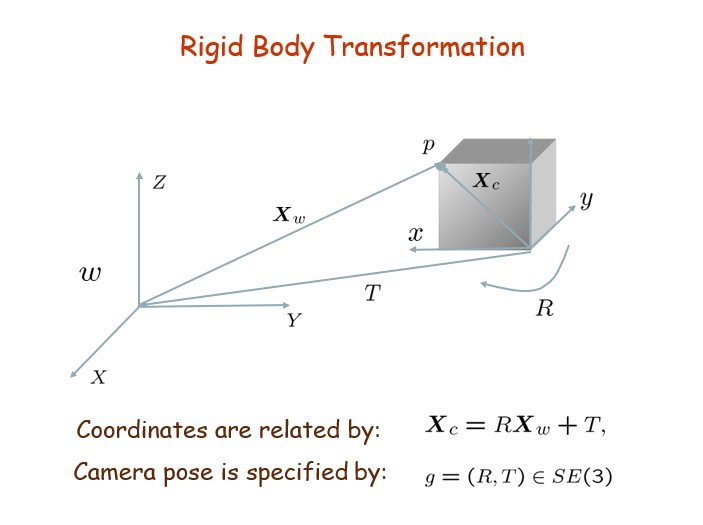 Rigid Body Transformation
p
Z
X_c
y
X_w
x
w
T
R
Y
X
Coordinates are related by: X_c = RX_w + T,
Camera pose is specified by: g = (R, T) ∈ SE(3)